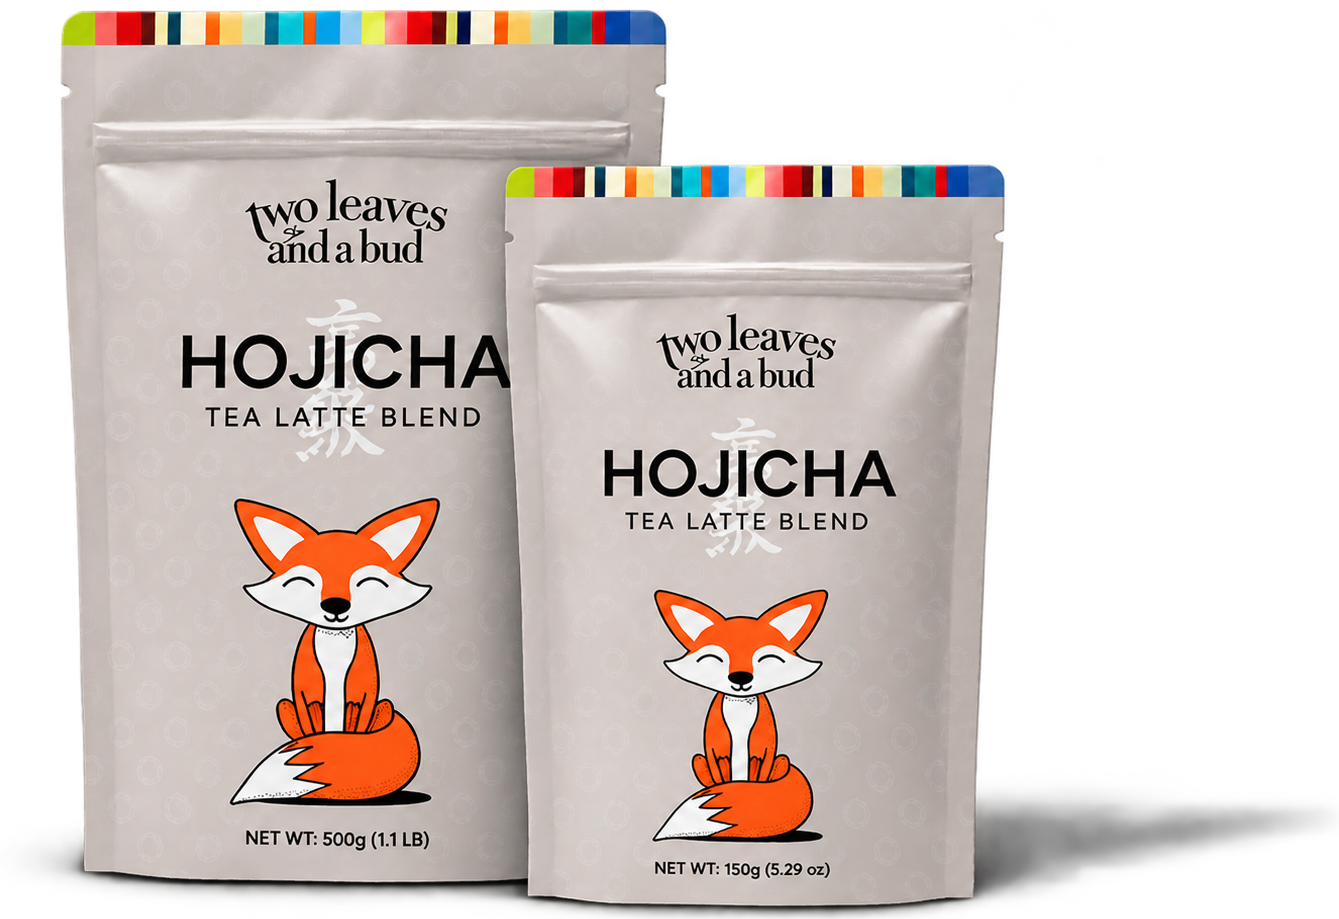 two leaves
and a bud
HOJICHA
TEA LATTE BLEND
NET WT: 500g (1.1 LB)
two leaves
and a bud
HOJICHA
TEA LATTE BLEND
NET WT: 150g (5.29 oz)